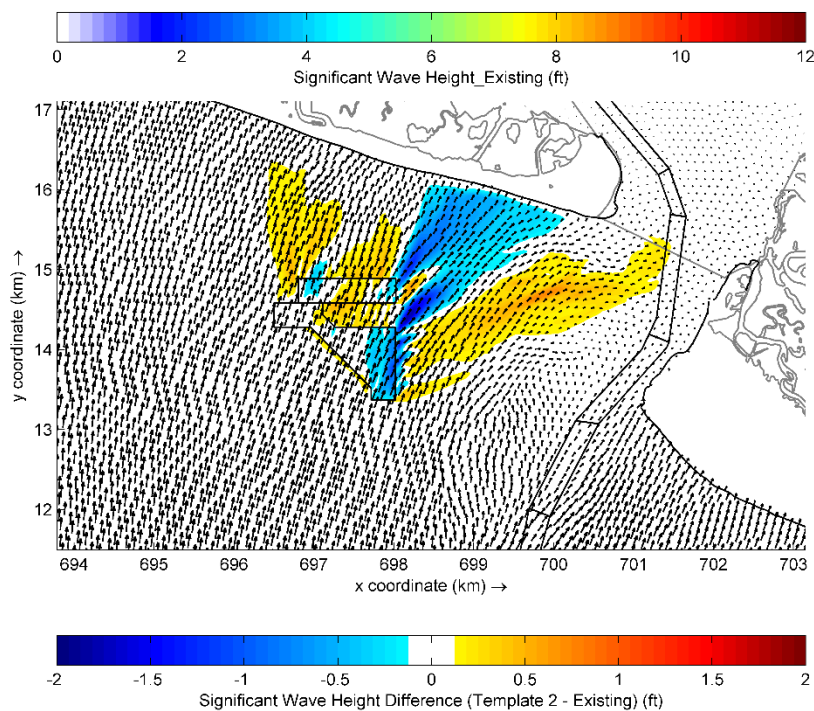 0 2 4 6 8 10 12
Significant Wave Height_Existing (ft)
17
16
15
14
13
12
y coordinate (km) →
694 695 696 697 698 699 700 701 702 703
x coordinate (km) →
-2 -1.5 -1 -0.5 0 0.5 1 1.5 2
Significant Wave Height Difference (Template 2 - Existing) (ft)